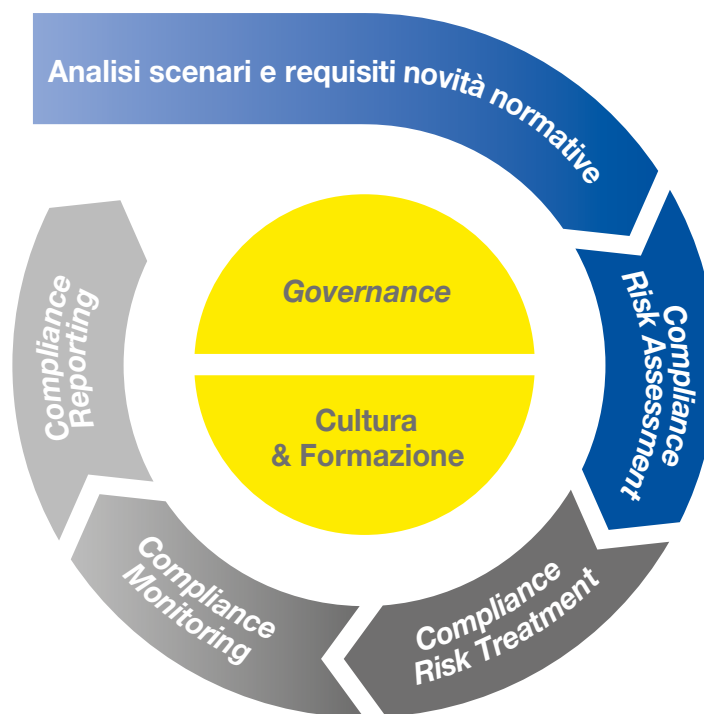 Analisi scenari e requisiti novità normative
Compliance
Risk Assessment
Compliance
Risk Treatment
Compliance
Monitoring
Compliance
Reporting
Governance
Cultura
& Formazione